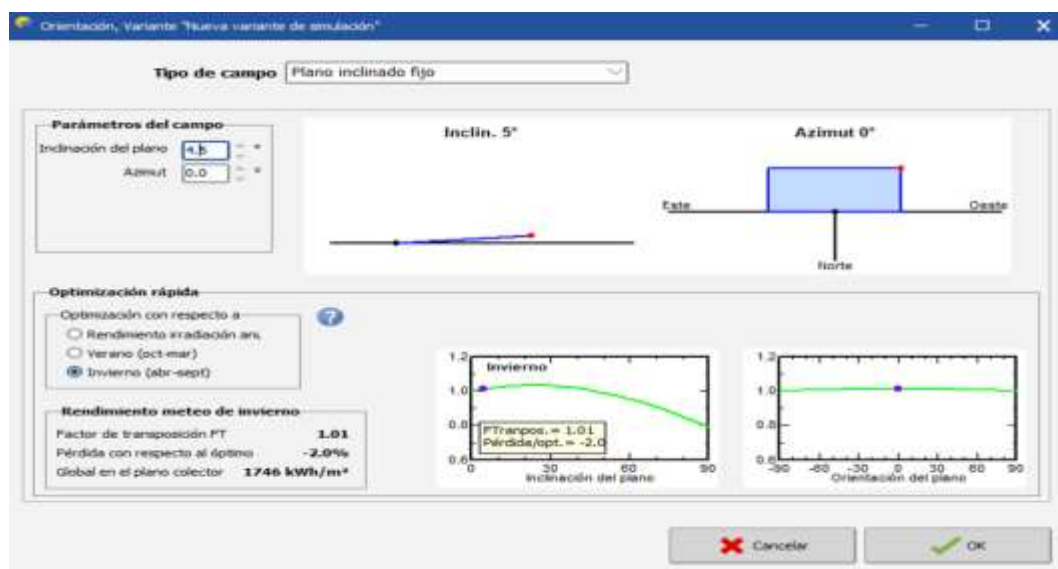 Orientación, Variante "Nueva variante de simulación"
Tipo de campo Plano inclinado fijo
Parámetros del campo
Inclinación del plano 4.5 °
Azimut 0.0 °
Inclin. 5°
Azimut 0°
Este
Oeste
Norte
Optimización rápida
Optimización con respecto a
Rendimiento irradiación anu.
Verano (oct-mar)
Invierno (abr-sept)
Rendimiento meteo de invierno
Factor de transposición FT 1.01
Pérdida con respecto al óptimo -2.0%
Global en el plano colector 1746 kWh/m²
1.2
1.0
0.8
0.6
Invierno
FTranpos. = 1.01
Pérdida/opt. = -2.0
0 30 60 90
Inclinación del plano
1.2
1.0
0.8
0.6
-90 -60 -30 0 30 60 90
Orientación del plano
Cancelar
OK